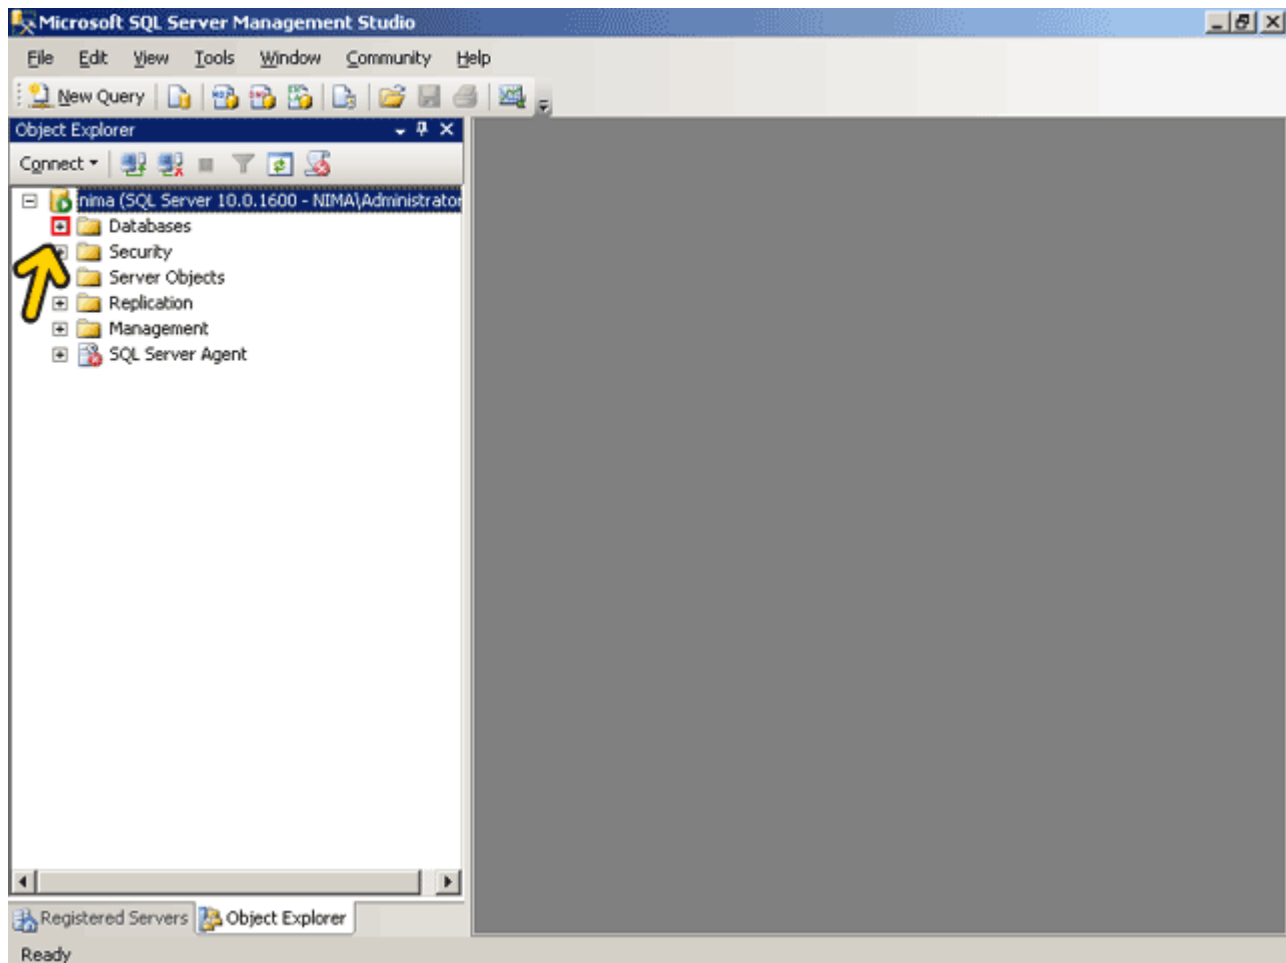 Microsoft SQL Server Management Studio
File Edit View Tools Window Community Help
New Query
Object Explorer
Connect
nima (SQL Server 10.0.1600 - NIMA\Administrator
Databases
Security
Server Objects
Replication
Management
SQL Server Agent
Registered Servers Object Explorer
Ready